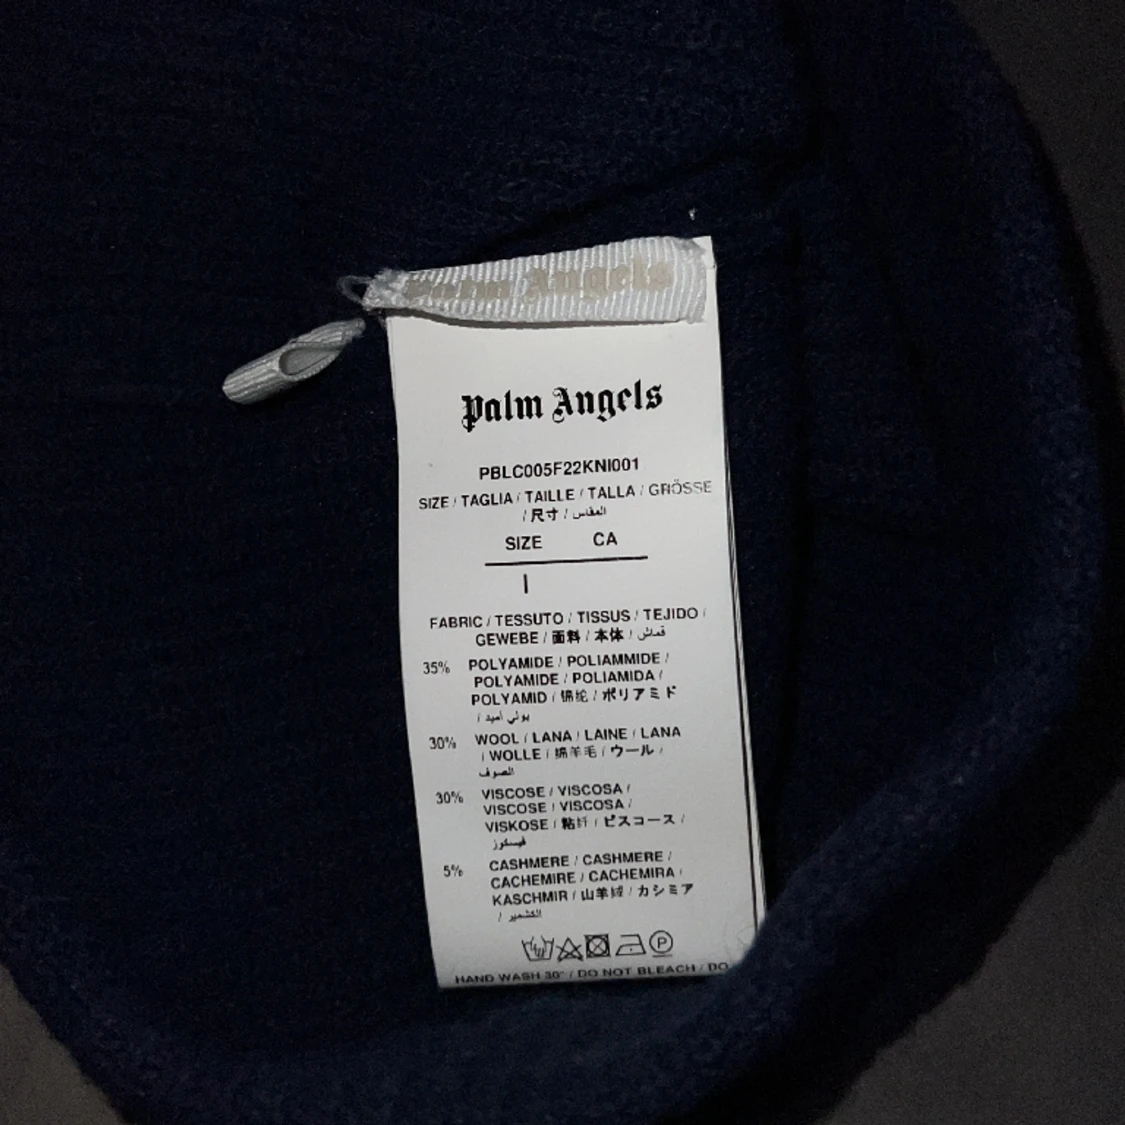 Palm Angels
Palm Angels
PBLC005F22KNI001
SIZE / TAGLIA / TAILLE / TALLA / GRÖSSE
/ 尺寸 / المقاس
SIZE CA
I
FABRIC / TESSUTO / TISSUS / TEJIDO /
GEWEBE / 面料 / 本体 / قماش
35% POLYAMIDE / POLIAMMIDE /
POLYAMIDE / POLIAMIDA /
POLYAMID / 锦纶 / ポリアミド
/ بولي أميد
30% WOOL / LANA / LAINE / LANA
/ WOLLE / 绵羊毛 / ウール /
الصوف
30% VISCOSE / VISCOSA /
VISCOSE / VISCOSA /
VISKOSE / 粘纤 / ビスコース /
فيسكوز
5% CASHMERE / CASHMERE /
CACHEMIRE / CACHEMIRA /
KASCHMIR / 山羊绒 / カシミア
/ الكشمير
P
HAND WASH 30° / DO NOT BLEACH / DO